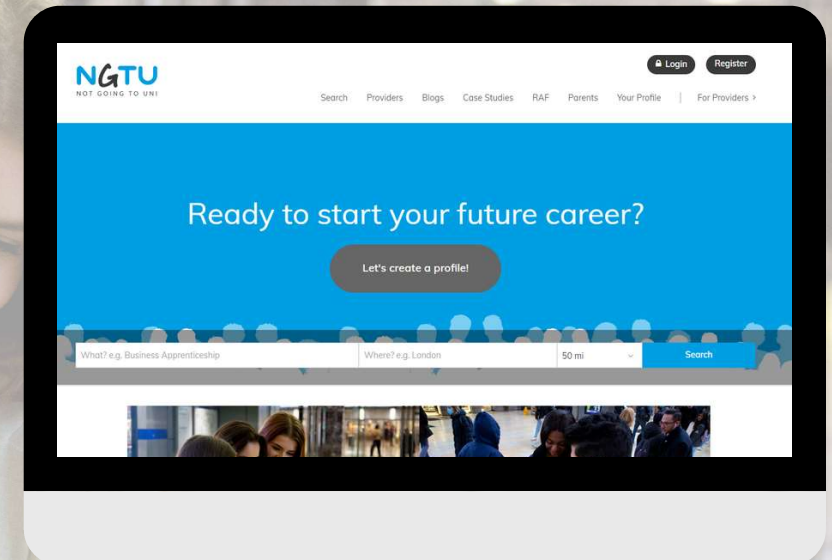 NGTU
NOT GOING TO UNI
Login
Register
Search Providers Blogs Case Studies RAF Parents Your Profile | For Providers >
Ready to start your future career?
Let's create a profile!
What? e.g. Business Apprenticeship
Where? e.g. London
50 mi
Search